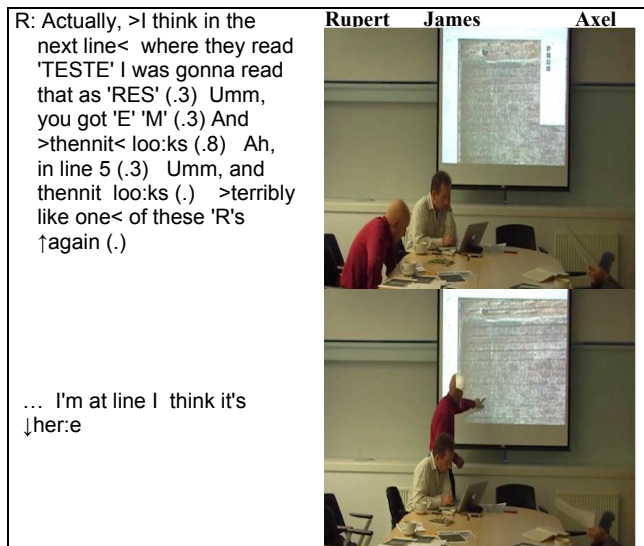 Rupert James Axel
R: Actually, >I think in the
next line< where they read
'TESTE' I was gonna read
that as 'RES' (.3) Umm,
you got 'E' 'M' (.3) And
>thennit< loo:ks (.8) Ah,
in line 5 (.3) Umm, and
thennit loo:ks (.) >terribly
like one< of these 'R's
↑again (.)
… I'm at line I think it's
↓her:e